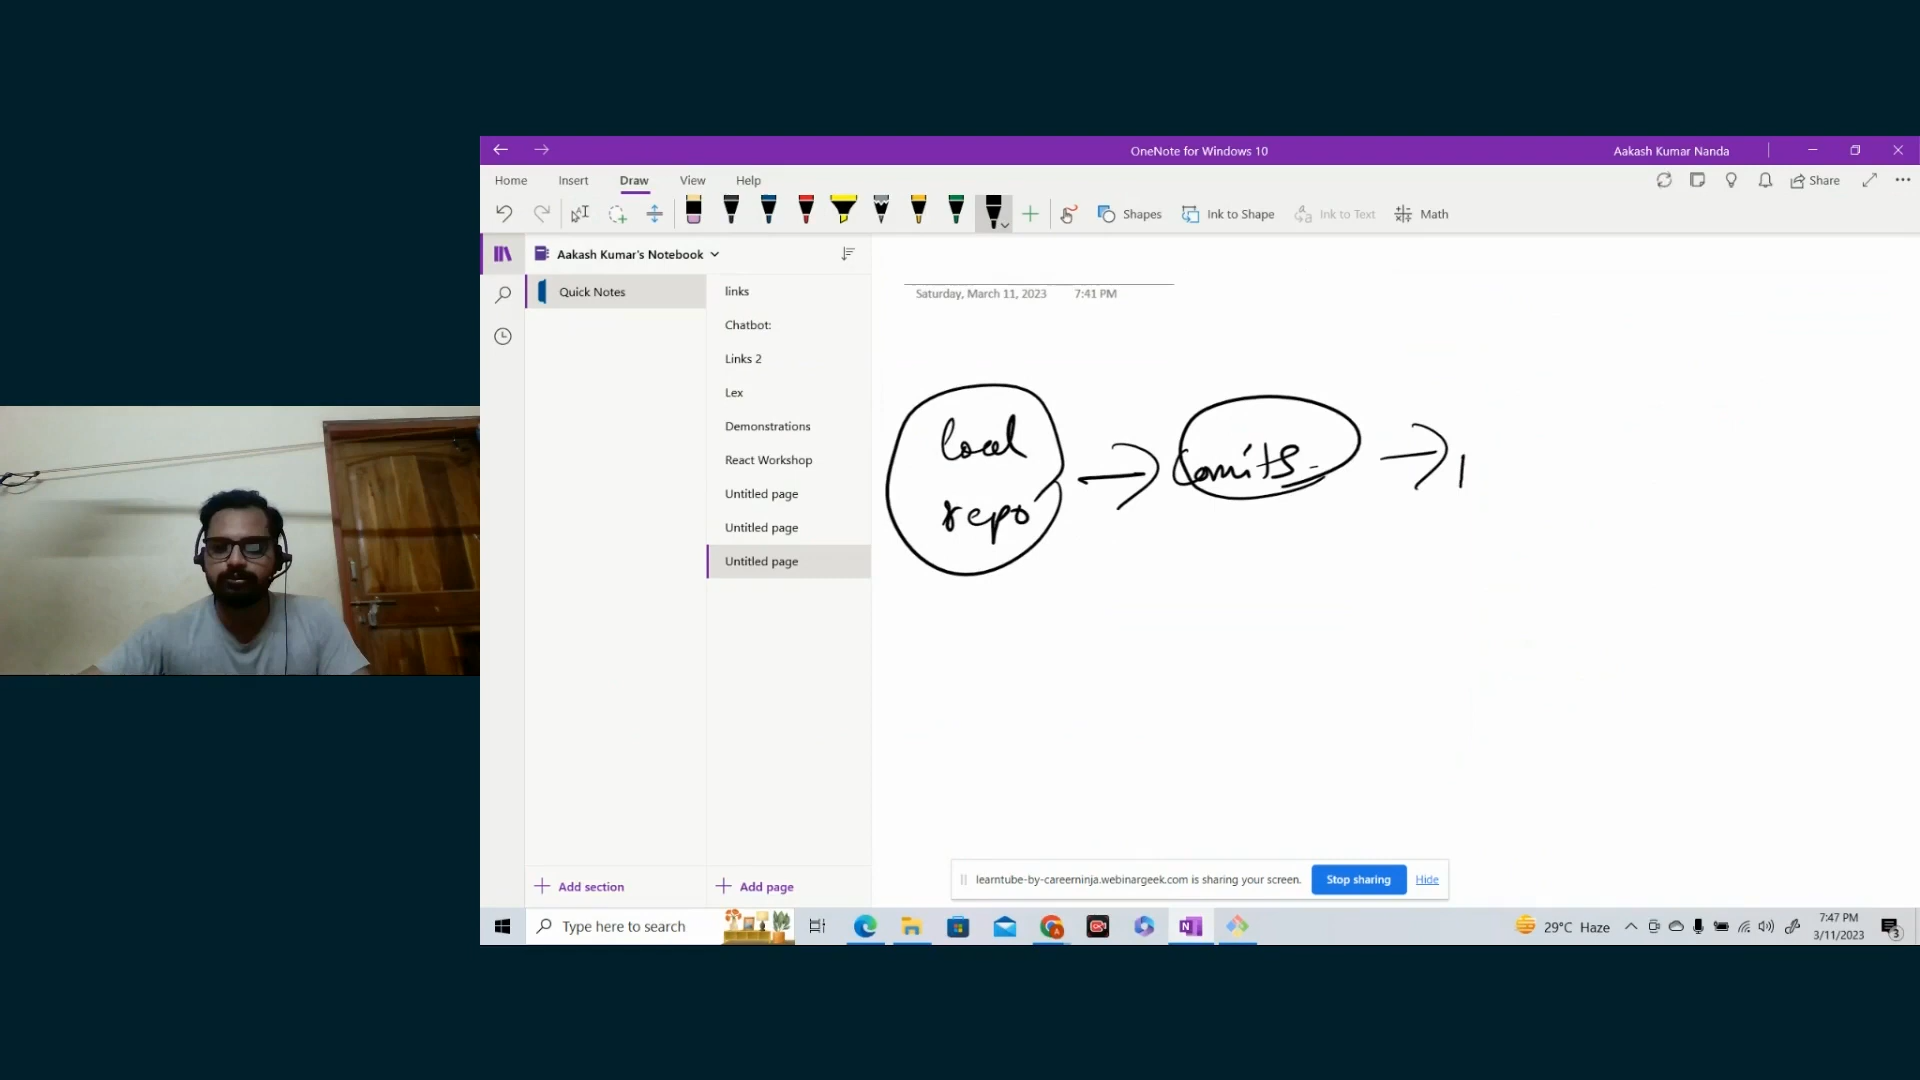 OneNote for Windows 10
Aakash Kumar Nanda
Home Insert Draw View Help
Share
Shapes Ink to Shape Ink to Text Math
Aakash Kumar's Notebook
Quick Notes
links
Chatbot:
Links 2
Lex
Demonstrations
React Workshop
Untitled page
Untitled page
Untitled page
Saturday, March 11, 2023 7:41 PM
local
repo
comits
Add section
Add page
learntube-by-careerninja.webinargeek.com is sharing your screen.
Stop sharing
Hide
Type here to search
29°C Haze
7:47 PM
3/11/2023
3